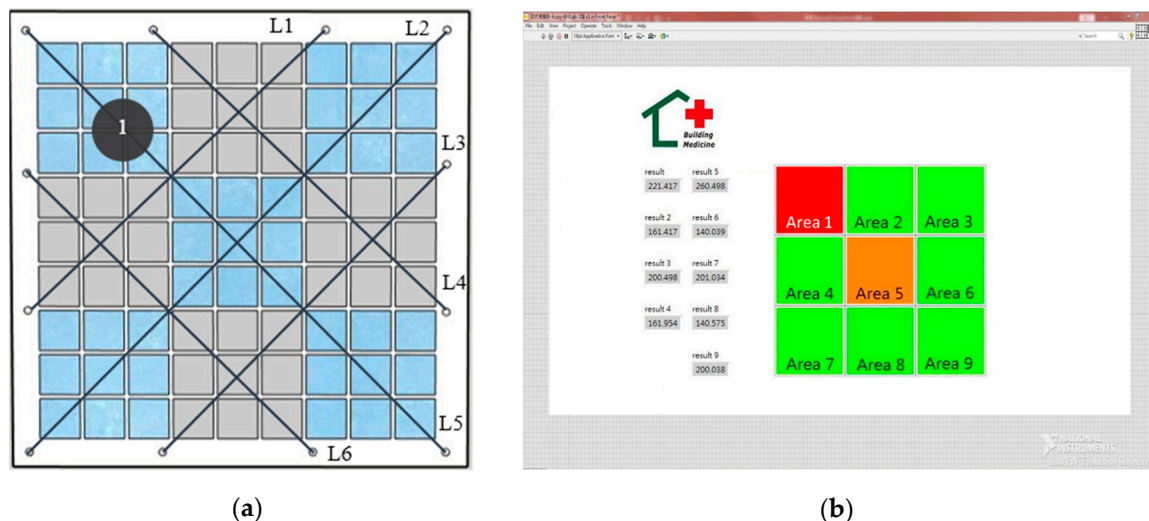 L1
L2
1
L3
L4
L5
L6
(a)
File Edit View Project Operate Tools Window Help
Application Font
Search
Building
Medicine
result
221.417
result 5
260.498
result 2
161.417
result 6
140.039
result 3
200.498
result 7
201.034
result 4
161.954
result 8
140.575
result 9
200.038
Area 1
Area 2
Area 3
Area 4
Area 5
Area 6
Area 7
Area 8
Area 9
NATIONAL
INSTRUMENTS
(b)